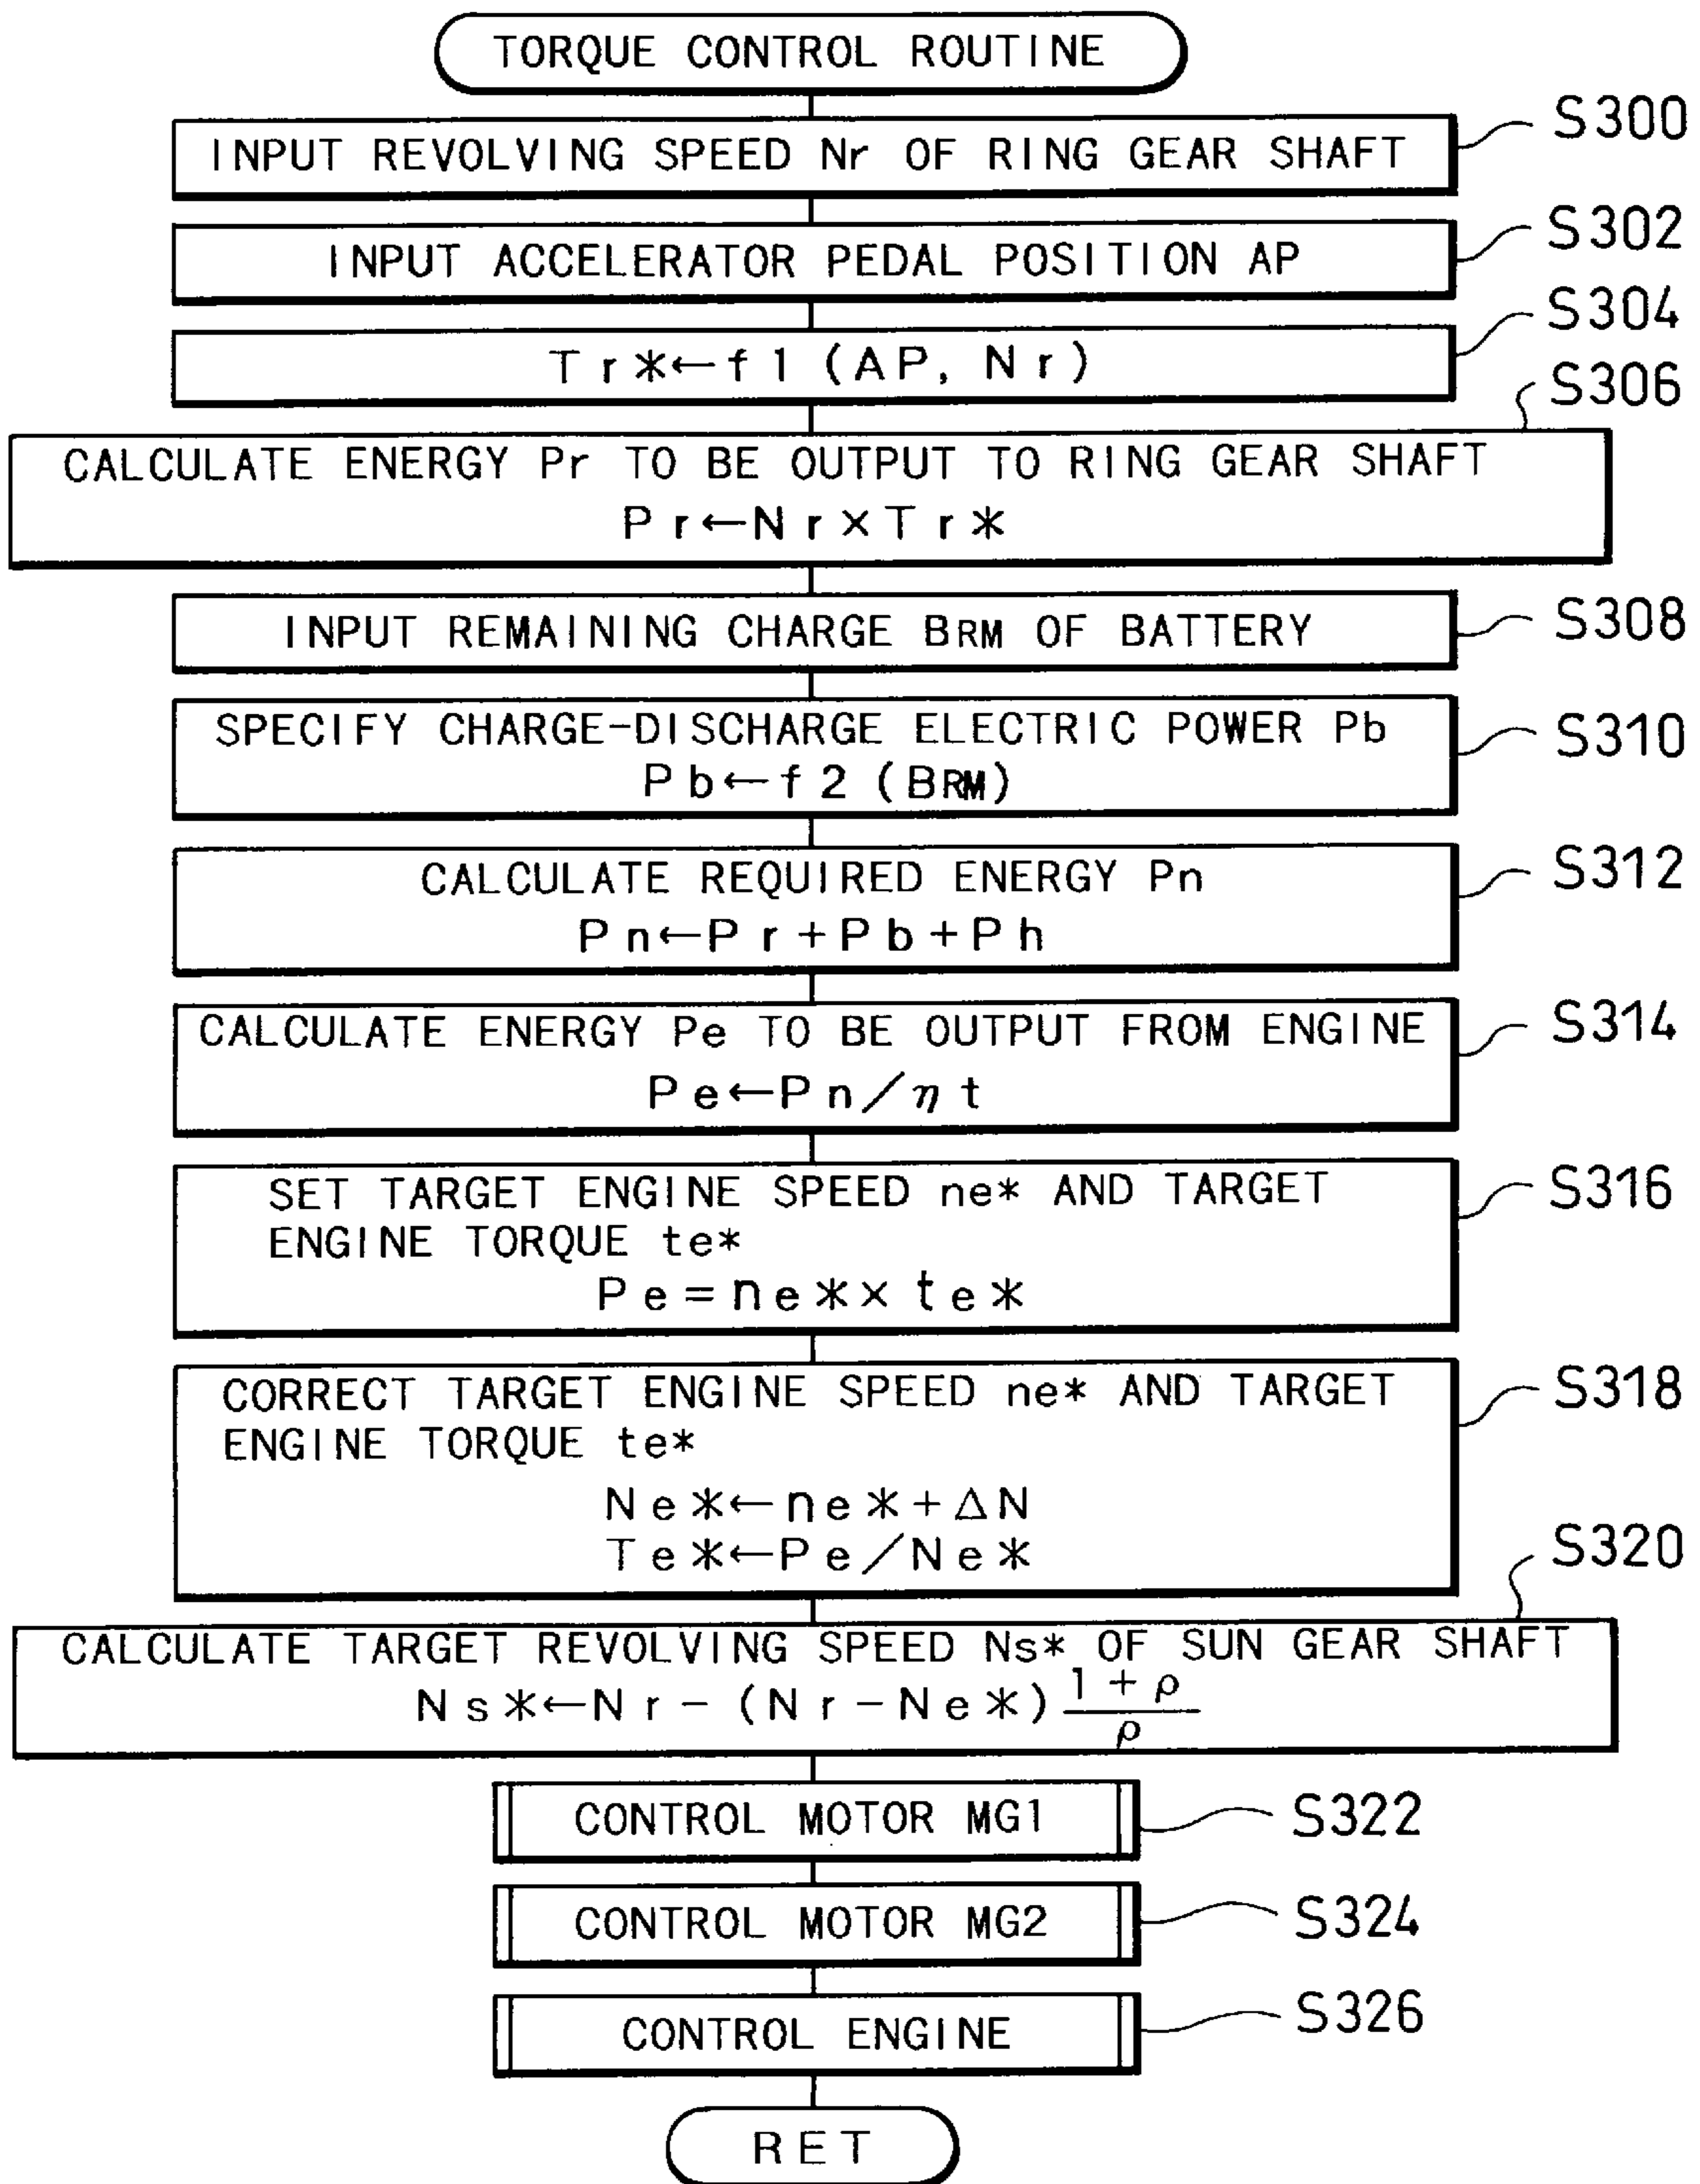 TORQUE CONTROL ROUTINE
INPUT REVOLVING SPEED Nr OF RING GEAR SHAFT
S300
INPUT ACCELERATOR PEDAL POSITION AP
S302
Tr*←f1 (AP, Nr)
S304
S306
CALCULATE ENERGY Pr TO BE OUTPUT TO RING GEAR SHAFT
Pr←Nr×Tr*
INPUT REMAINING CHARGE BRM OF BATTERY
S308
SPECIFY CHARGE-DISCHARGE ELECTRIC POWER Pb
Pb←f2 (BRM)
S310
CALCULATE REQUIRED ENERGY Pn
Pn←Pr+Pb+Ph
S312
CALCULATE ENERGY Pe TO BE OUTPUT FROM ENGINE
Pe←Pn/ηt
S314
SET TARGET ENGINE SPEED ne* AND TARGET
ENGINE TORQUE te*
Pe=ne*×te*
S316
CORRECT TARGET ENGINE SPEED ne* AND TARGET
ENGINE TORQUE te*
Ne*←ne*+ΔN
Te*←Pe/Ne*
S318
S320
CALCULATE TARGET REVOLVING SPEED Ns* OF SUN GEAR SHAFT
Ns*←Nr-(Nr-Ne*) 1+ρ/ρ
CONTROL MOTOR MG1
S322
CONTROL MOTOR MG2
S324
CONTROL ENGINE
S326
RET